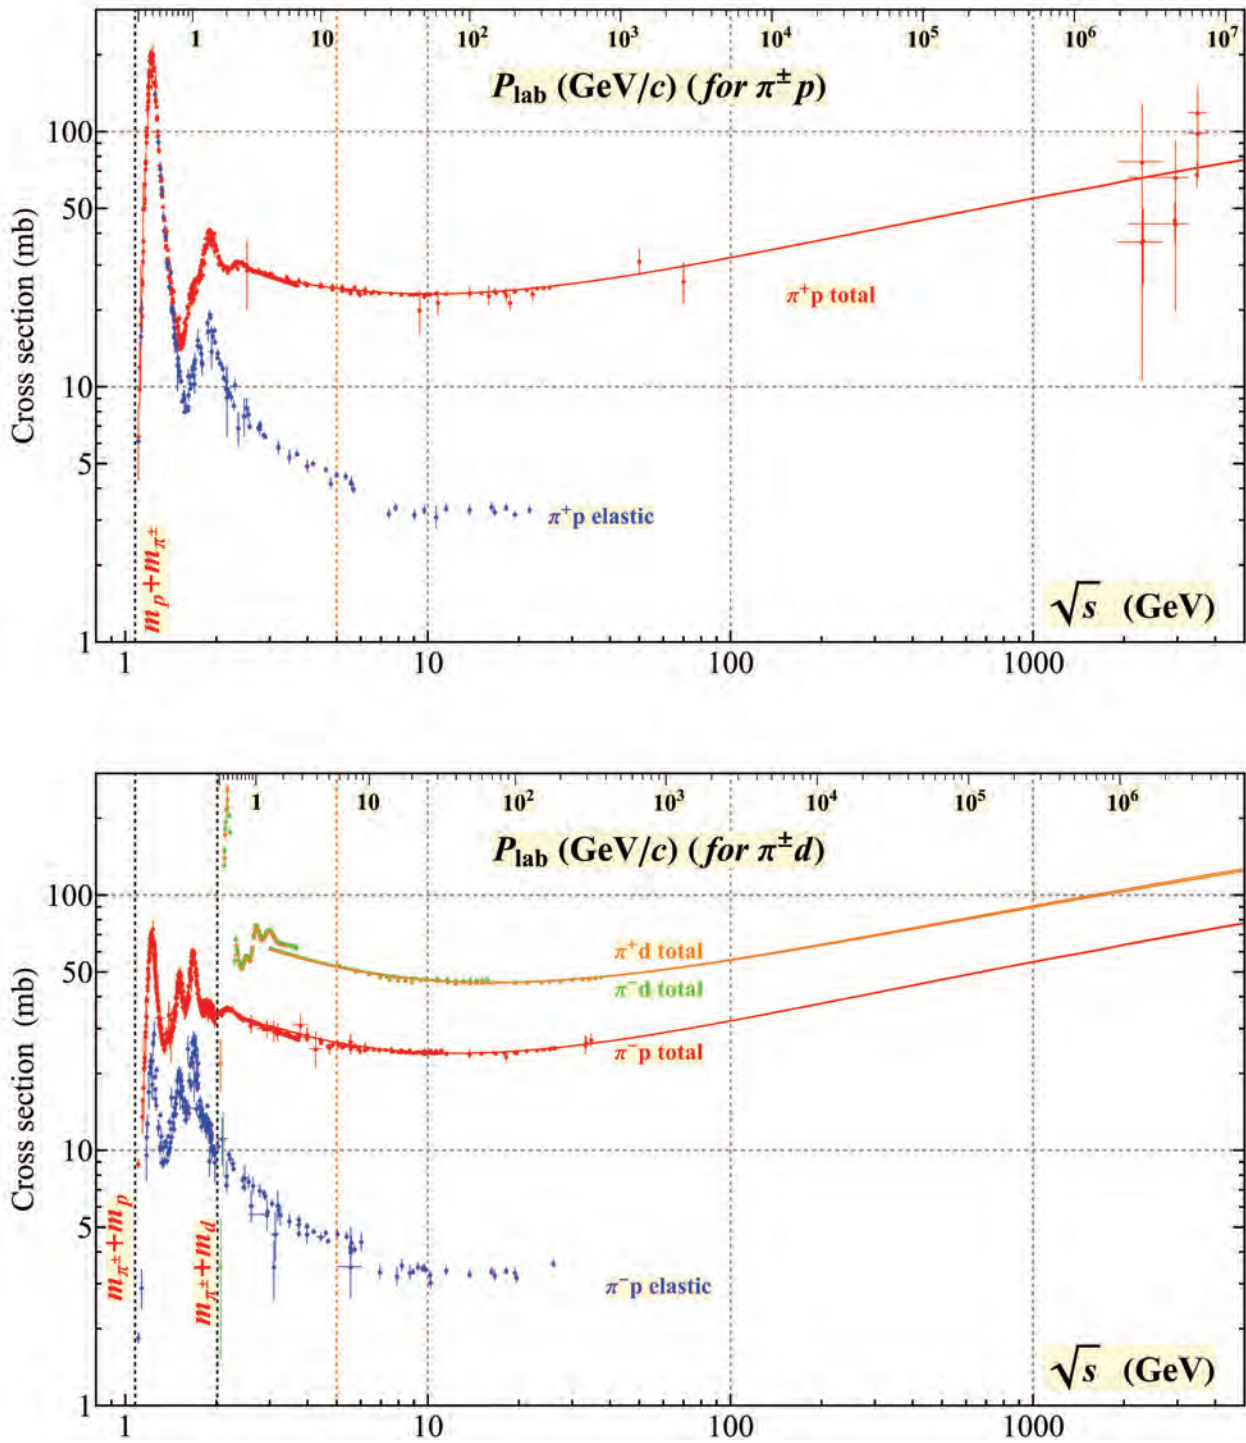 1 10 10² 10³ 10⁴ 10⁵ 10⁶ 10⁷
P_lab (GeV/c) (for π± p)
100
50
10
5
1
Cross section (mb)
π⁺p total
π⁺p elastic
m_p + m_π±
√s (GeV)
1 10 100 1000
1 10 10² 10³ 10⁴ 10⁵ 10⁶
P_lab (GeV/c) (for π± d)
100
50
10
5
1
Cross section (mb)
π⁺d total
π⁻d total
π⁻p total
π⁻p elastic
m_π± + m_p
m_π± + m_d
√s (GeV)
1 10 100 1000